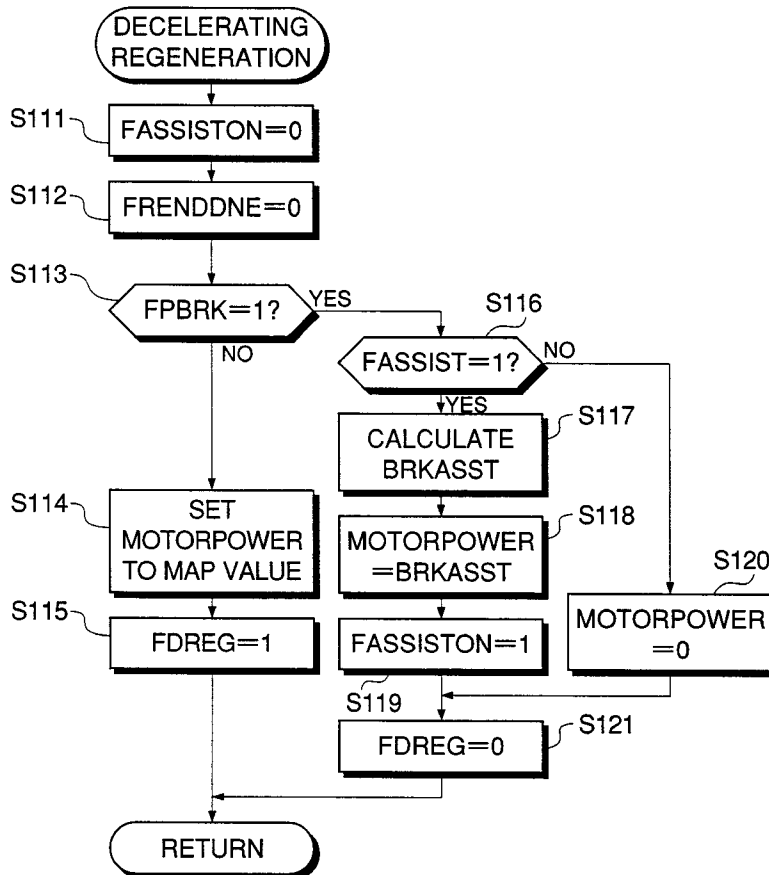 DECELERATING
REGENERATION
S111
FASSISTON=0
S112
FRENDDNE=0
S113
FPBRK=1?
YES
NO
S116
FASSIST=1?
NO
YES
S117
CALCULATE
BRKASST
S114
SET
MOTORPOWER
TO MAP VALUE
S118
MOTORPOWER
=BRKASST
S120
MOTORPOWER
=0
S115
FDREG=1
FASSISTON=1
S119
S121
FDREG=0
RETURN